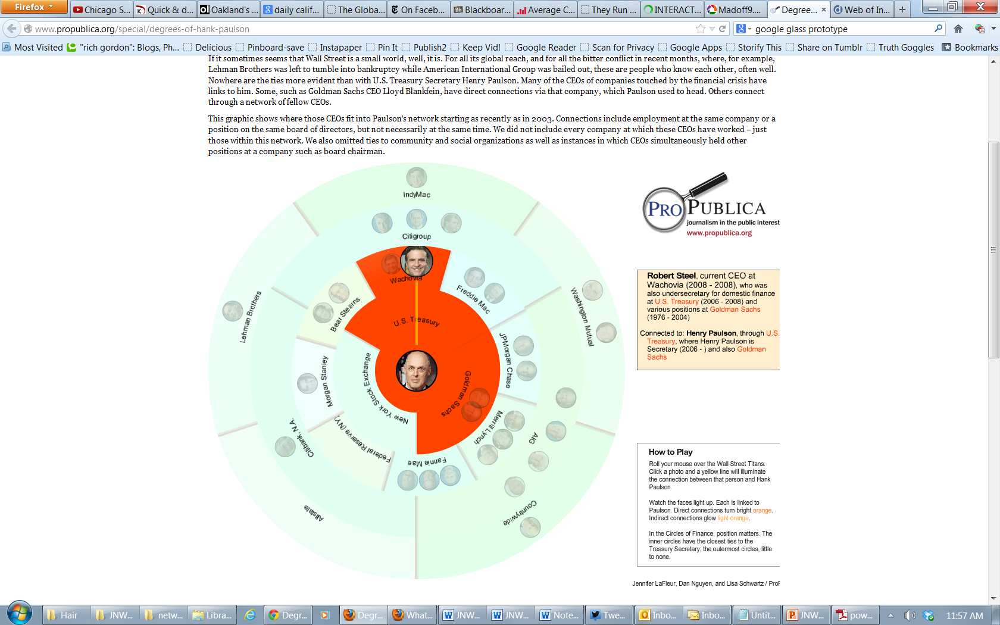 Firefox
Chicago S...
Quick & d...
Oakland's ...
daily calif...
The Globa...
On Faceb...
Blackboar...
Average C...
They Run ...
INTERACT...
Madoff9....
Degree...
Web of In...
www.propublica.org/special/degrees-of-hank-paulson
google glass prototype
Most Visited
"rich gordon": Blogs, Ph...
Delicious
Pinboard-save
Instapaper
Pin It
Publish2
Keep Vid!
Google Reader
Scan for Privacy
Google Apps
Storify This
Share on Tumblr
Truth Goggles
Bookmarks
If it sometimes seems that Wall Street is a small world, well, it is. For all its global reach, and for all the bitter conflict in recent months, where, for example,
Lehman Brothers was left to tumble into bankruptcy while American International Group was bailed out, these are people who know each other, often well.
Nowhere are the ties more evident than with U.S. Treasury Secretary Henry Paulson. Many of the CEOs of companies touched by the financial crisis have
links to him. Some, such as Goldman Sachs CEO Lloyd Blankfein, have direct connections via that company, which Paulson used to head. Others connect
through a network of fellow CEOs.
This graphic shows where those CEOs fit into Paulson's network starting as recently as in 2003. Connections include employment at the same company or a
position on the same board of directors, but not necessarily at the same time. We did not include every company at which these CEOs have worked – just
those within this network. We also omitted ties to community and social organizations as well as instances in which CEOs simultaneously held other
positions at a company such as board chairman.
IndyMac
Citigroup
Wachovia
Freddie Mac
Bear Stearns
Lehman Brothers
Washington Mutual
U.S. Treasury
JPMorgan Chase
Morgan Stanley
New York Stock Exchange
Goldman Sachs
Merrill Lynch
AIG
Citibank, N.A.
Federal Reserve (NY)
Fannie Mae
Countrywide
Allstate
PROPUBLICA
journalism in the public interest
www.propublica.org
Robert Steel, current CEO at
Wachovia (2008 - 2008), who was
also undersecretary for domestic finance
at U.S. Treasury (2006 - 2008) and
various positions at Goldman Sachs
(1976 - 2004)
Connected to: Henry Paulson, through U.S.
Treasury, where Henry Paulson is
Secretary (2006 - ) and also Goldman
Sachs
How to Play
Roll your mouse over the Wall Street Titans.
Click a photo and a yellow line will illuminate
the connection between that person and Hank
Paulson.
Watch the faces light up. Each is linked to
Paulson. Direct connections turn bright orange.
Indirect connections glow light orange.
In the Circles of Finance, position matters. The
inner circles have the closest ties to the
Treasury Secretary; the outermost circles, little
to none.
Jennifer LaFleur, Dan Nguyen, and Lisa Schwartz / ProP
Hair
JNW...
netw...
Libra...
Degr...
Degr...
What...
JNW...
JNW...
Note...
Twe...
Inbo...
Inbo...
Untit...
JNW...
pow...
11:57 AM